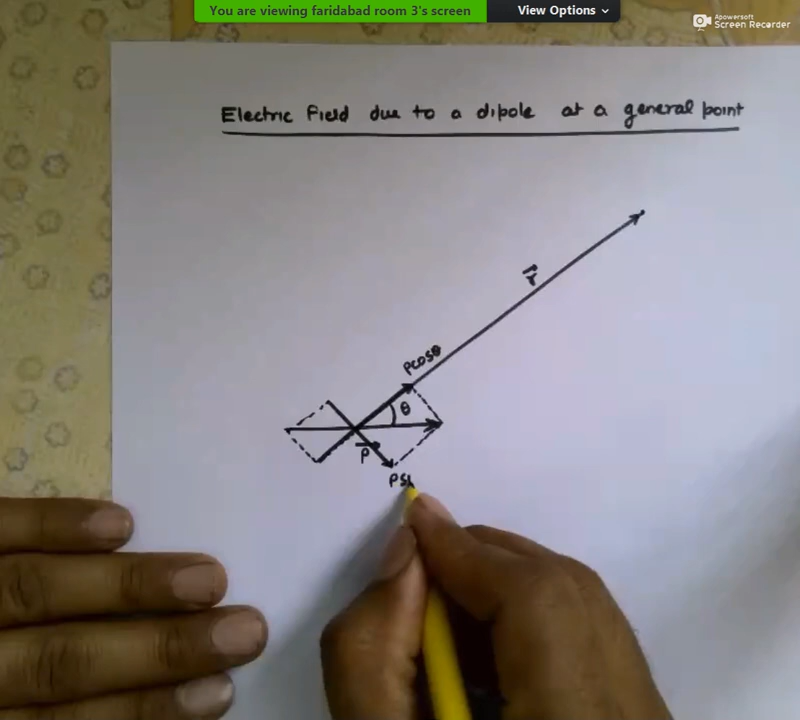 You are viewing faridabad room 3's screen
View Options
Apowersoft
Screen Recorder
Electric Field due to a dipole at a general point
r
pcosθ
θ
p